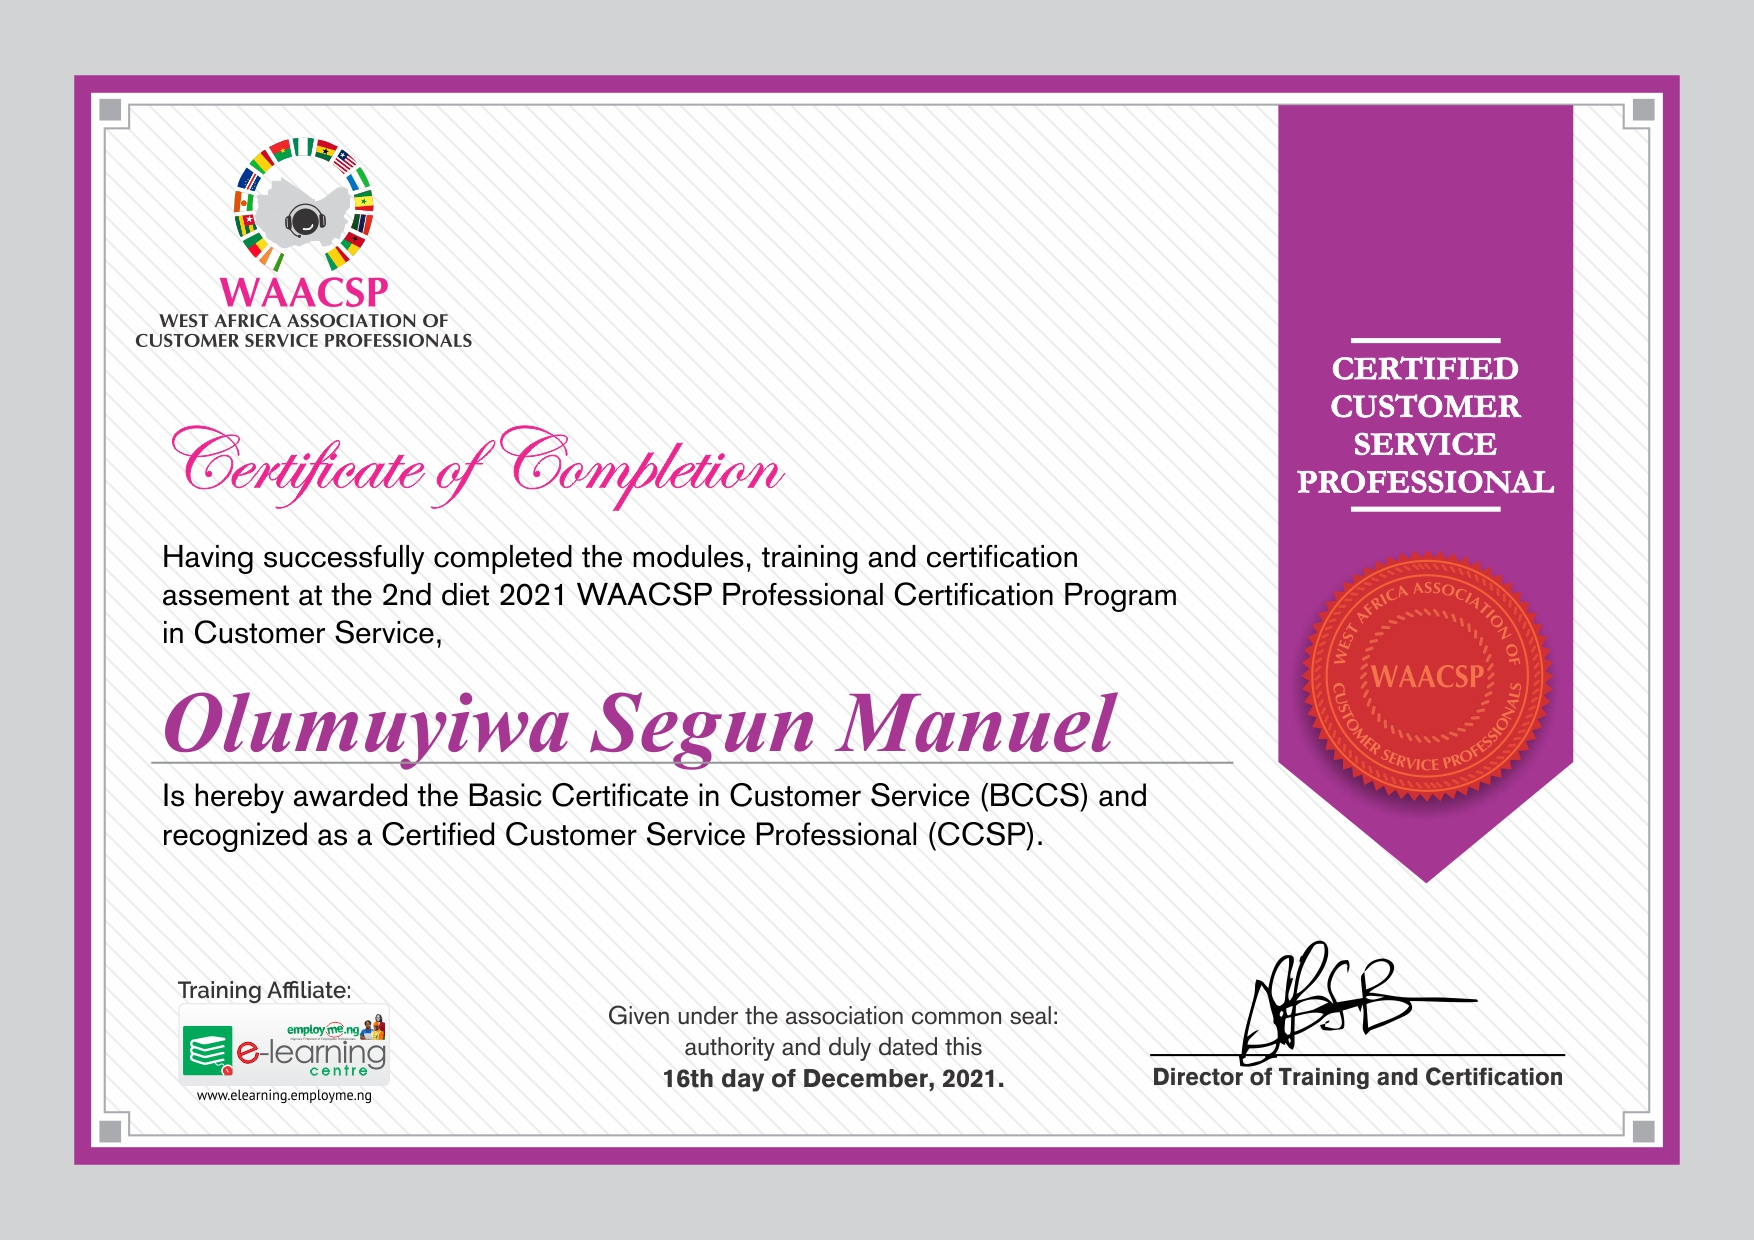 WAACSP
WEST AFRICA ASSOCIATION OF
CUSTOMER SERVICE PROFESSIONALS
CERTIFIED
CUSTOMER
SERVICE
PROFESSIONAL
Certificate of Completion
Having successfully completed the modules, training and certification
assement at the 2nd diet 2021 WAACSP Professional Certification Program
in Customer Service,
WEST AFRICA ASSOCIATION OF
WAACSP
CUSTOMER SERVICE PROFESSIONALS
Olumuyiwa Segun Manuel
Is hereby awarded the Basic Certificate in Customer Service (BCCS) and
recognized as a Certified Customer Service Professional (CCSP).
Training Affiliate:
employ.me.ng
e-learning
centre
www.elearning.employme.ng
Given under the association common seal:
authority and duly dated this
16th day of December, 2021.
Director of Training and Certification